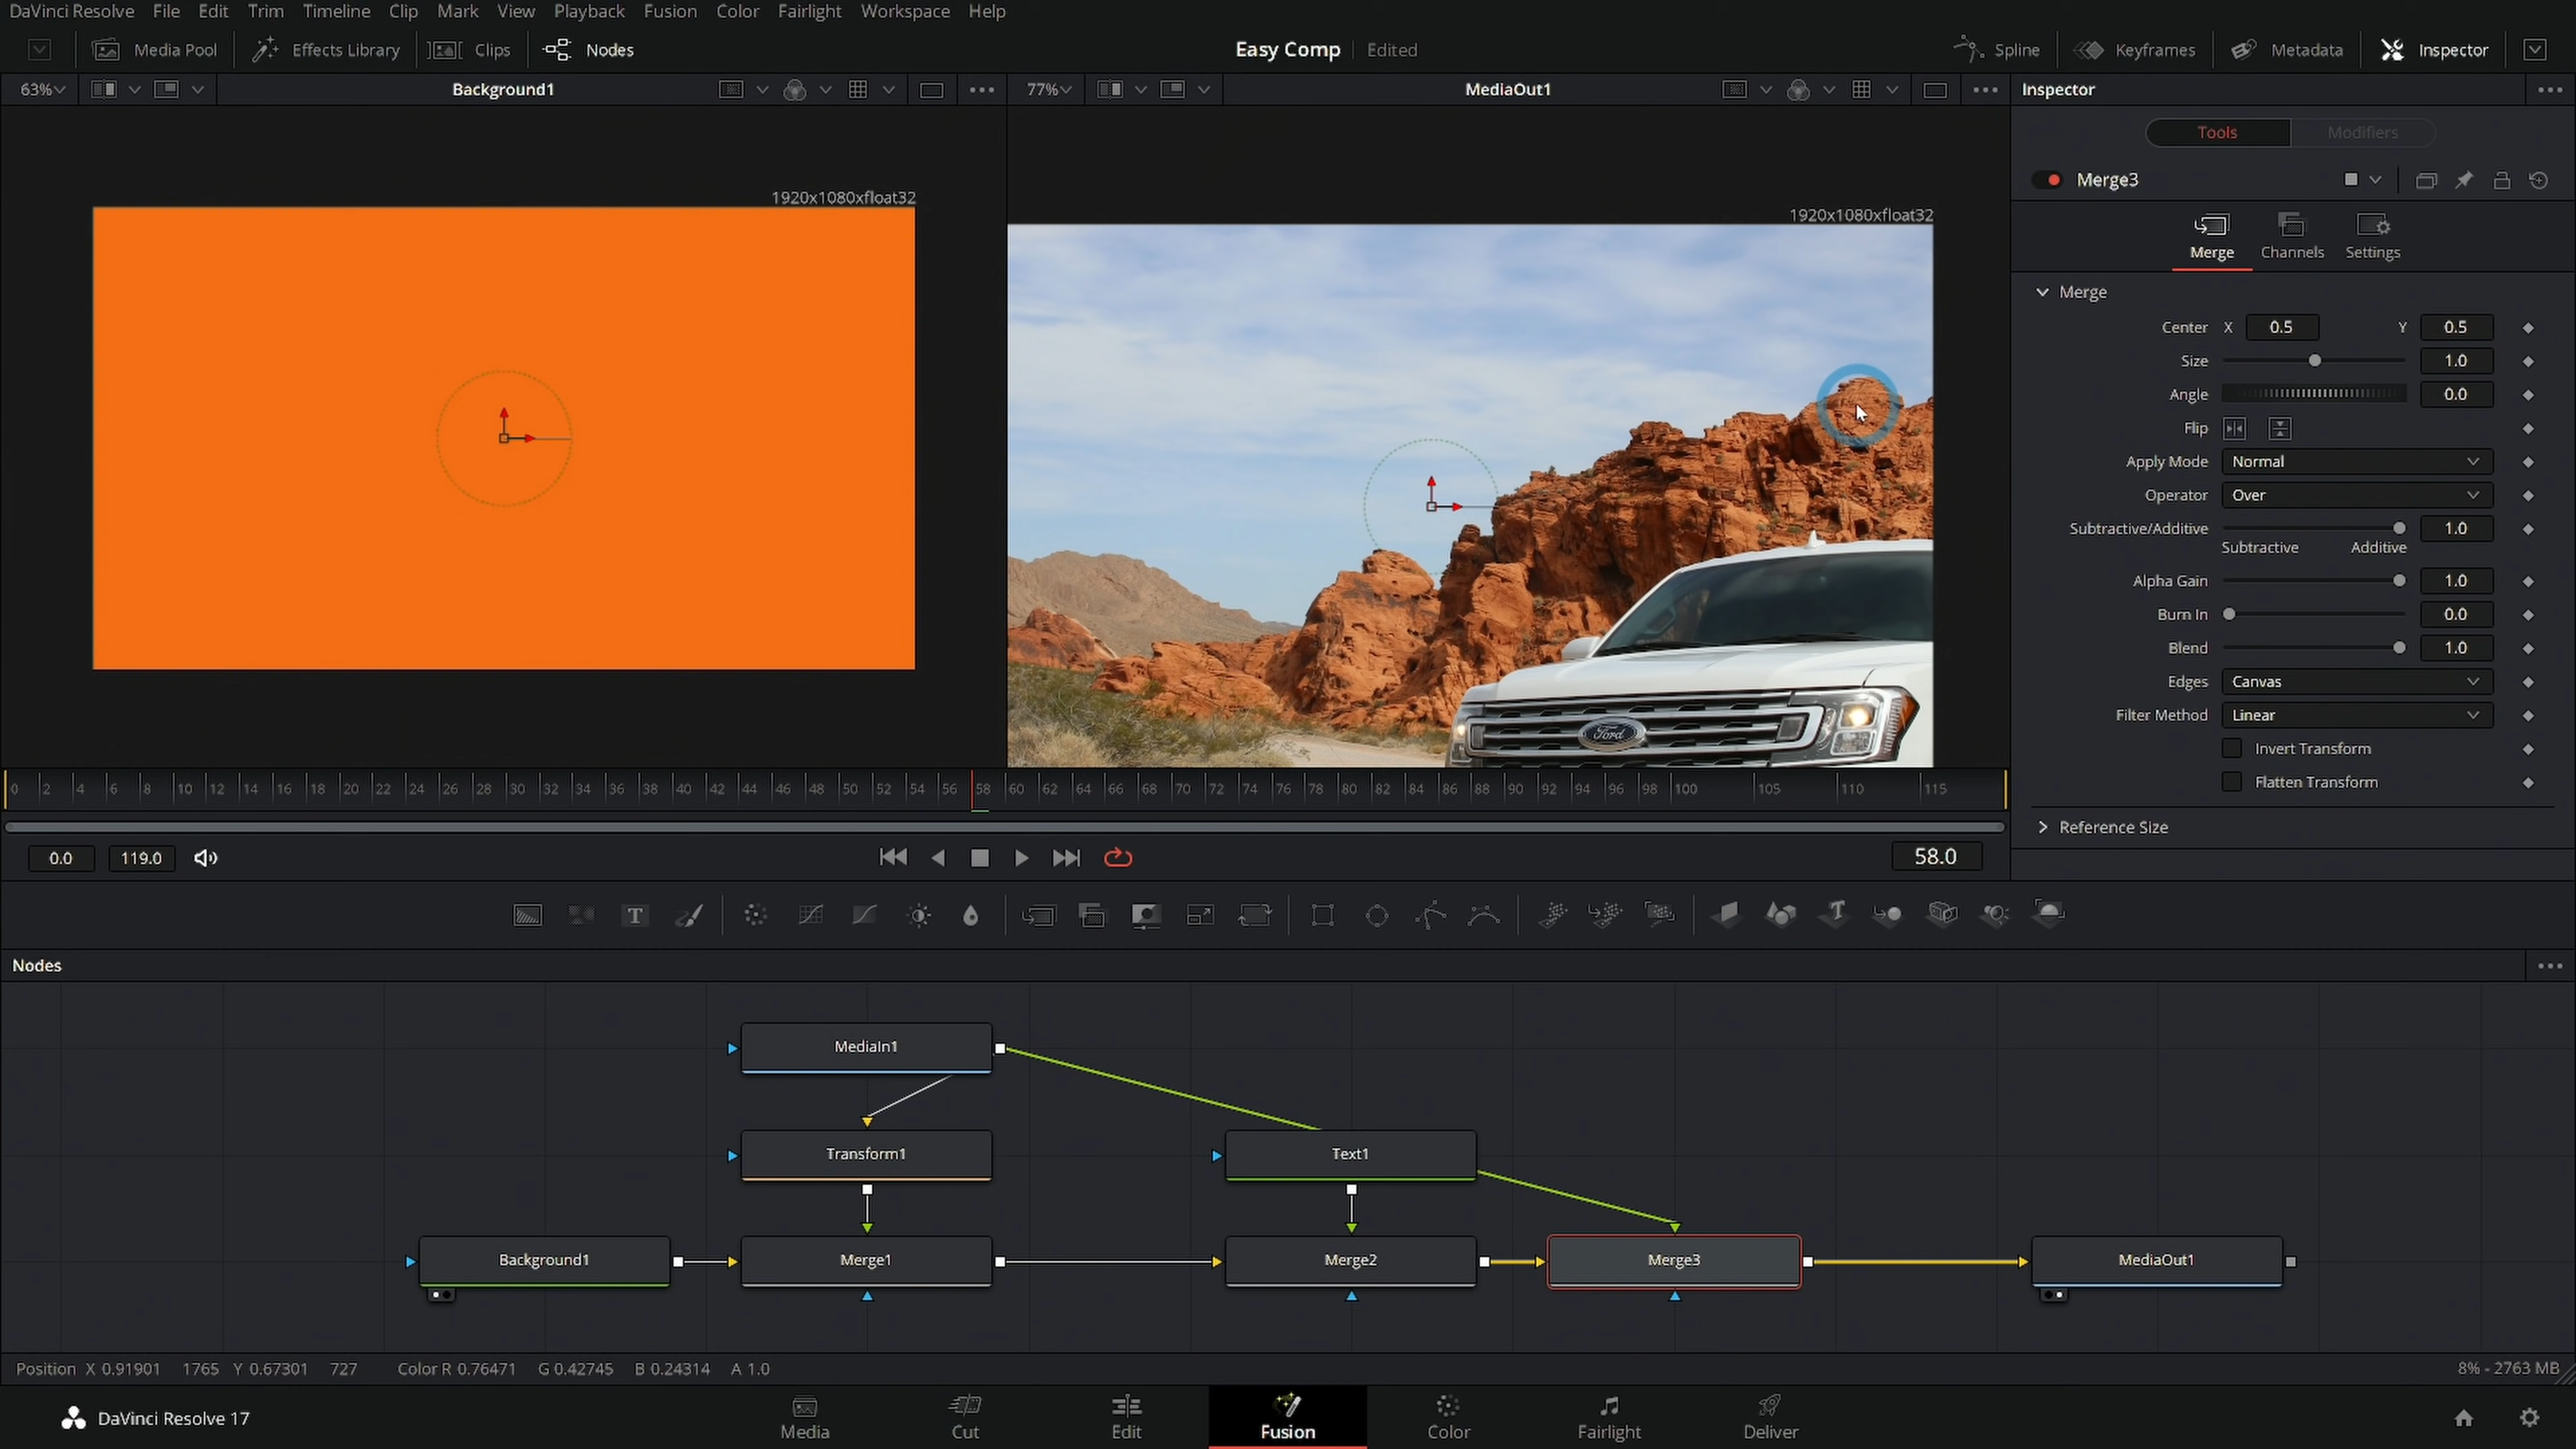 DaVinci Resolve File Edit Trim Timeline Clip Mark View Playback Fusion Color Fairlight Workspace Help
Media Pool Effects Library Clips Nodes Easy Comp Edited Spline Keyframes Metadata Inspector
63% Background1 77% MediaOut1 Inspector
Tools Modifiers
Merge3
1920x1080xfloat32
1920x1080xfloat32
Merge Channels Settings
Merge
Center X 0.5 Y 0.5
Size 1.0
Angle 0.0
Flip
Apply Mode Normal
Operator Over
Subtractive/Additive 1.0
Subtractive Additive
Alpha Gain 1.0
Burn In 0.0
Blend 1.0
Edges Canvas
Filter Method Linear
Invert Transform
Flatten Transform
Reference Size
Ford
0 2 4 6 8 10 12 14 16 18 20 22 24 26 28 30 32 34 36 38 40 42 44 46 48 50 52 54 56 58 60 62 64 66 68 70 72 74 76 78 80 82 84 86 88 90 92 94 96 98 100 105 110 115
0.0 119.0 58.0
Nodes
MediaIn1
Transform1 Text1
Background1 Merge1 Merge2 Merge3 MediaOut1
Position X 0.91901 1765 Y 0.67301 727 Color R 0.76471 G 0.42745 B 0.24314 A 1.0 8% - 2763 MB
DaVinci Resolve 17 Media Cut Edit Fusion Color Fairlight Deliver